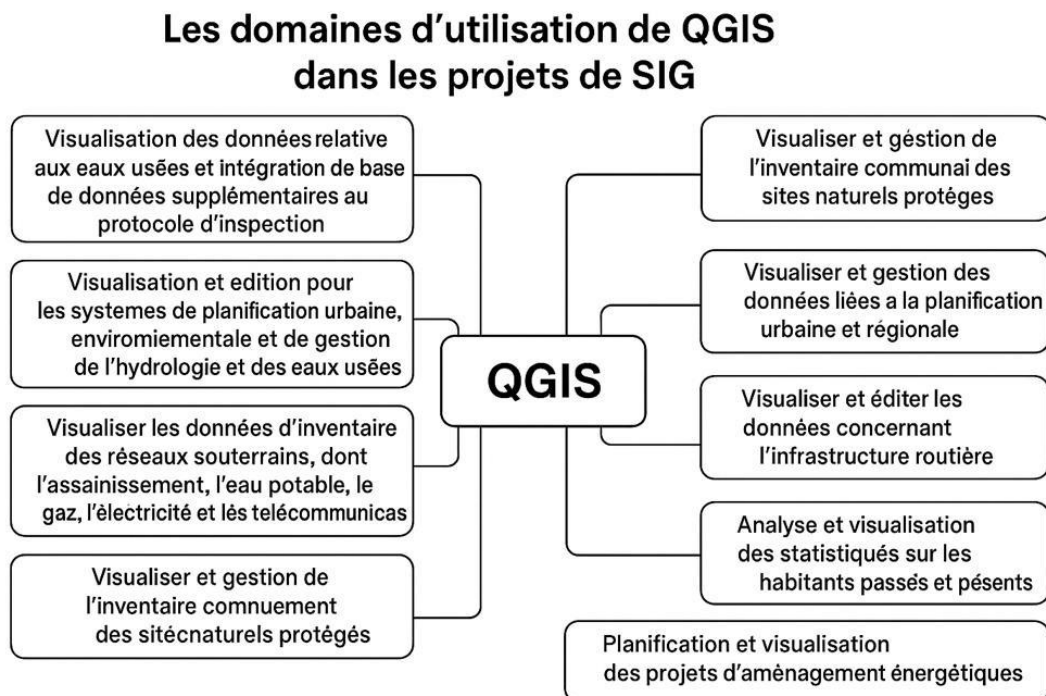 Les domaines d'utilisation de QGIS
dans les projets de SIG
Visualisation des données relative
aux eaux usées et intégration de base
de données supplémentaires au
protocole d'inspection
Visualisation et edition pour
les systemes de planification urbaine,
enviromiementale et de gestion
de l'hydrologie et des eaux usées
Visualiser les données d'inventaire
des réseaux souterrains, dont
l'assainissement, l'eau potable, le
gaz, l'électricité et lés telécommunicas
Visualiser et gestion de
l'inventaire comnuement
des sitécnaturels protégés
QGIS
Visualiser et géstion de
l'inventaire communai des
sites naturels protèges
Visualiser et gestion des
données liées a la planification
urbaine et régionale
Visualiser et éditer les
données concernant
l'infrastructure routière
Analyse et visualisation
des statistiqués sur les
habitants passés et pésents
Planification et visualisation
des projets d'amènagement énergétiques